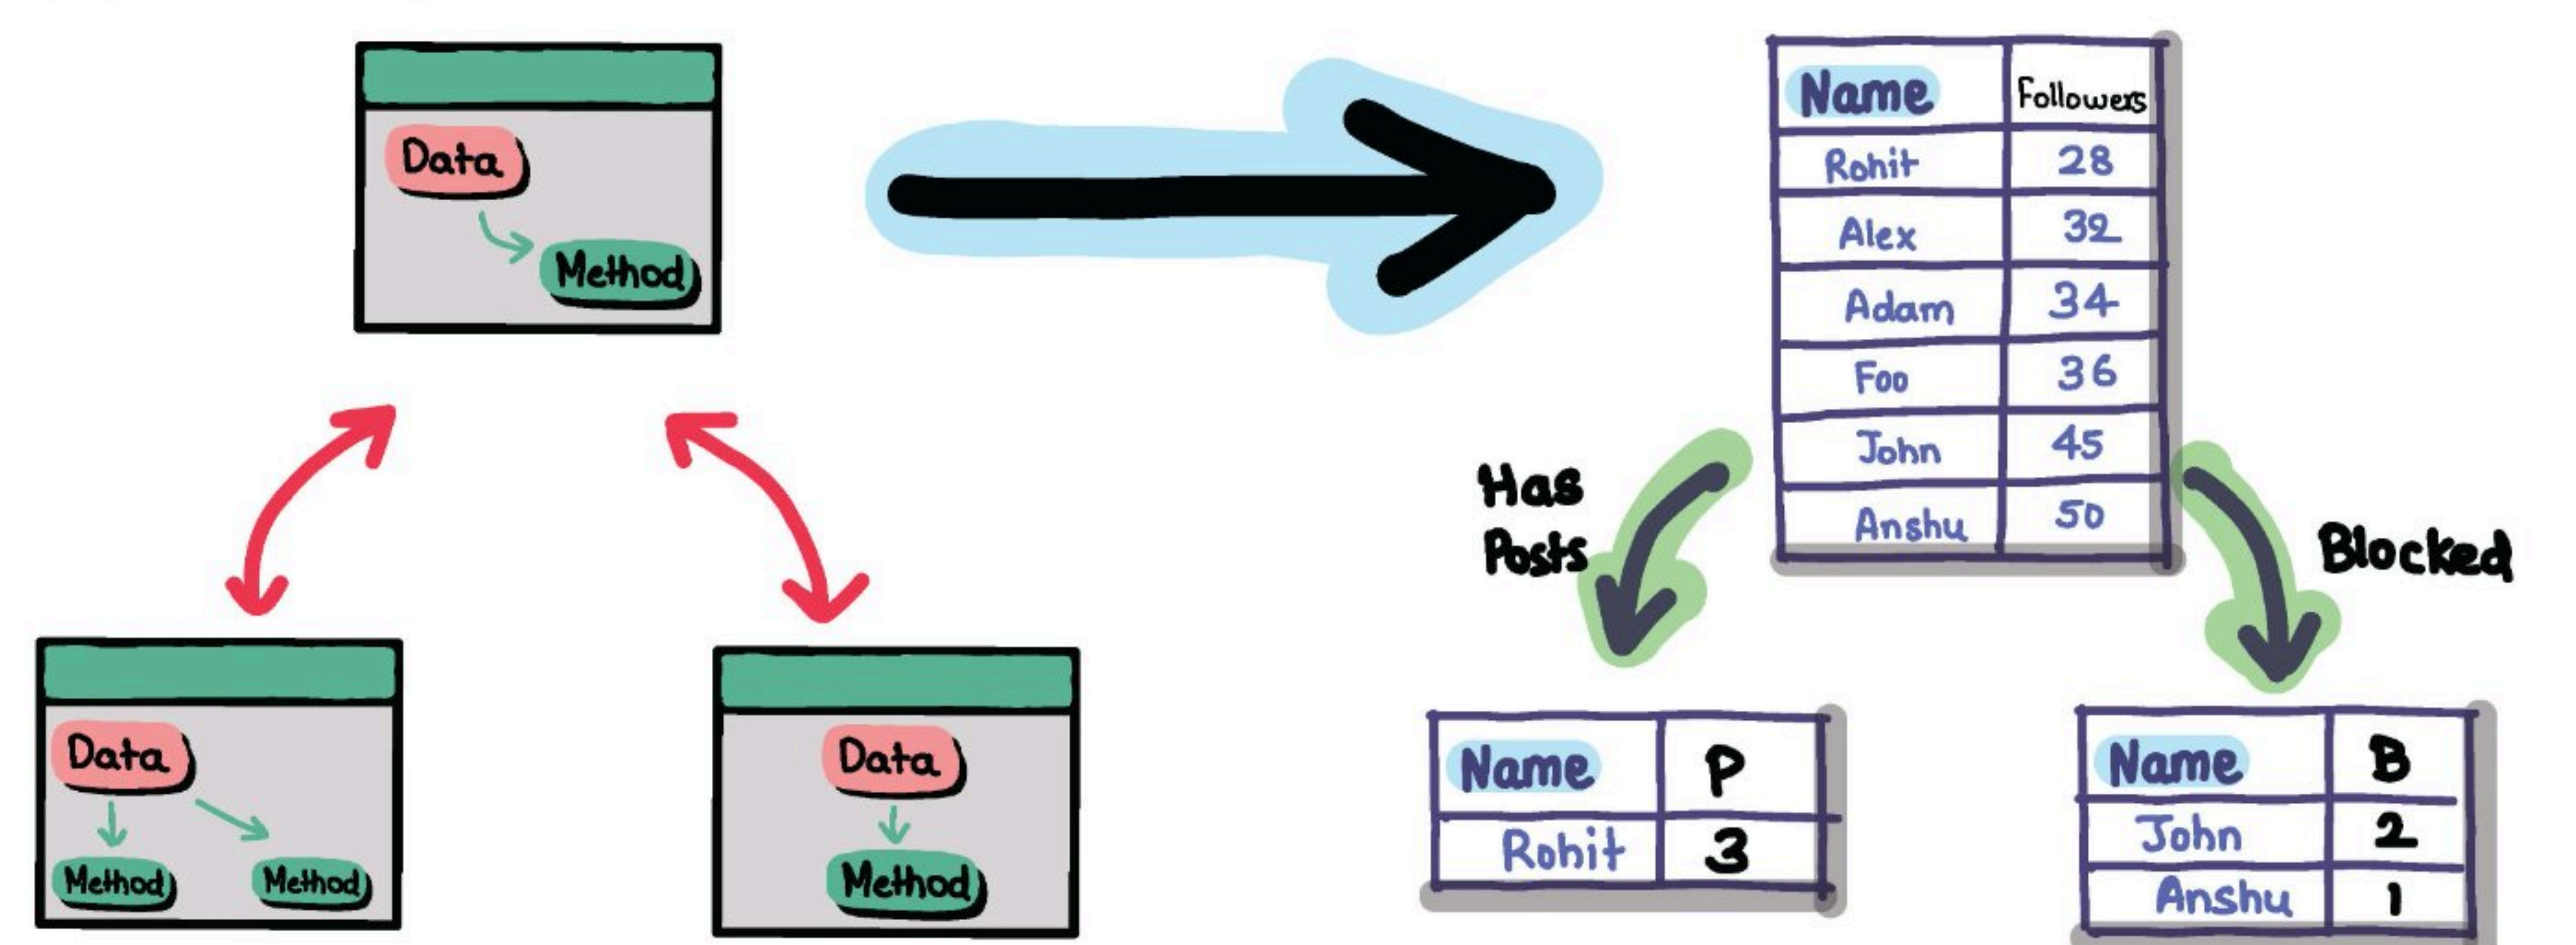 Data
Method
Data
Method Method
Data
Method
Name Followers
Rohit 28
Alex 32
Adam 34
Foo 36
John 45
Anshu 50
Has
Posts
Blocked
Name P
Rohit 3
Name B
John 2
Anshu 1